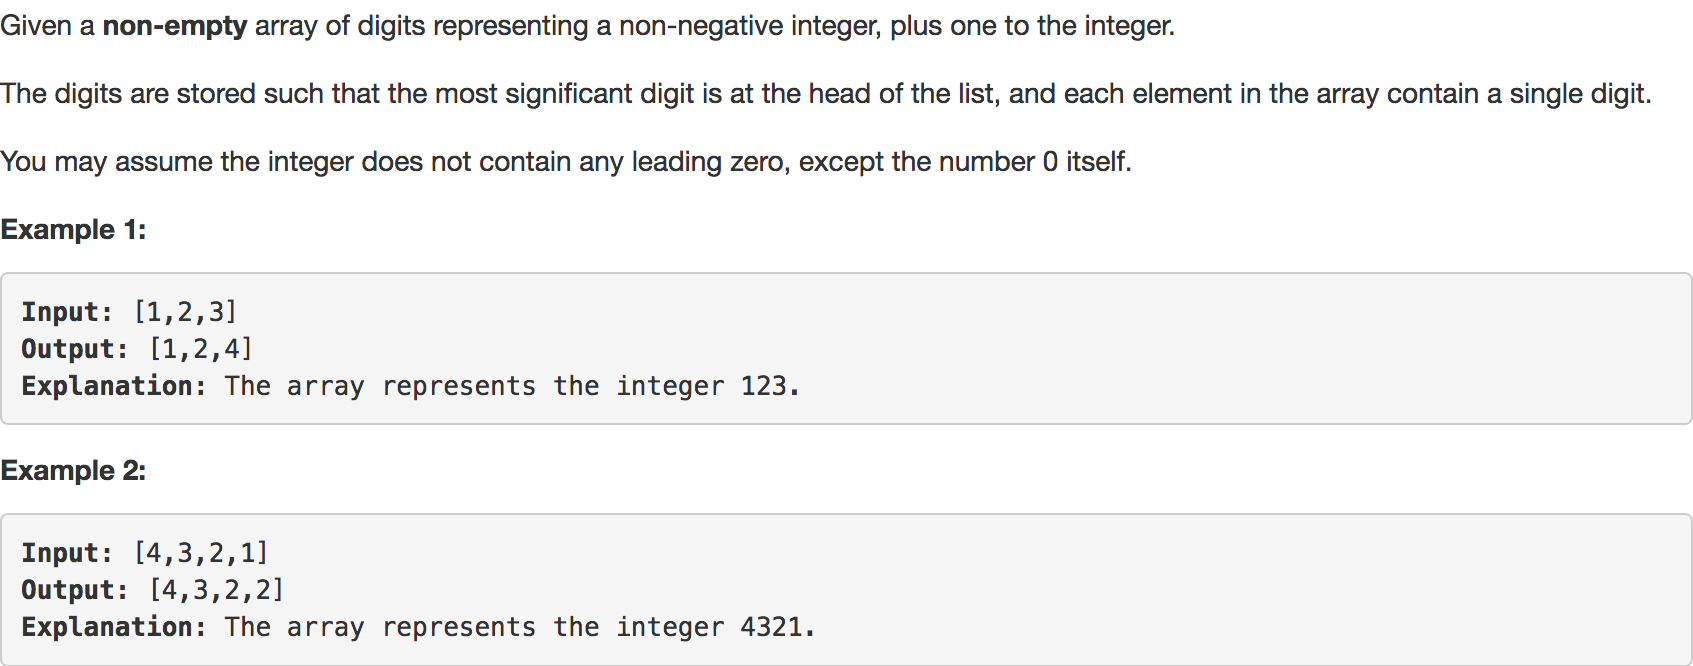 Given a non-empty array of digits representing a non-negative integer, plus one to the integer.
The digits are stored such that the most significant digit is at the head of the list, and each element in the array contain a single digit.
You may assume the integer does not contain any leading zero, except the number 0 itself.
Example 1:
Input: [1,2,3]
Output: [1,2,4]
Explanation: The array represents the integer 123.
Example 2:
Input: [4,3,2,1]
Output: [4,3,2,2]
Explanation: The array represents the integer 4321.